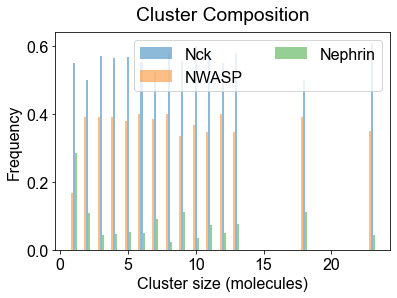 Cluster Composition
Frequency
0.6
0.4
0.2
0.0
Nck
NWASP
Nephrin
0 5 10 15 20
Cluster size (molecules)